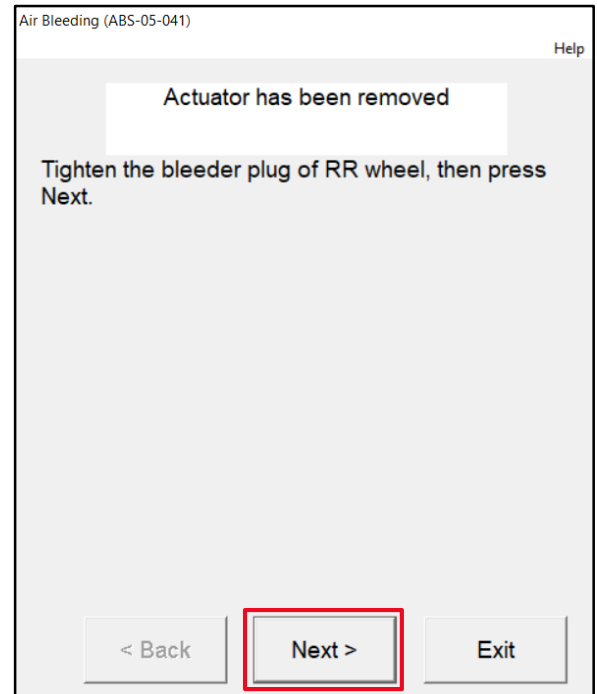 Air Bleeding (ABS-05-041)
Help
Actuator has been removed
Tighten the bleeder plug of RR wheel, then press
Next.
< Back
Next >
Exit